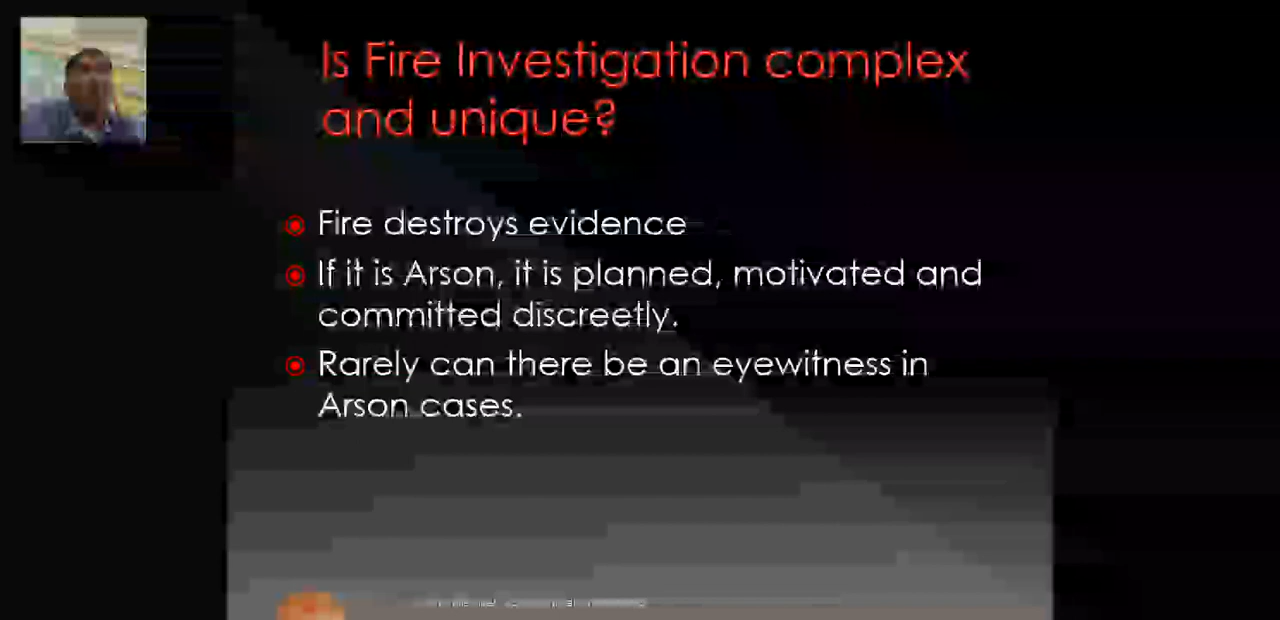 Is Fire Investigation complex
and unique?
Fire destroys evidence
If it is Arson, it is planned, motivated and
committed discreetly.
Rarely can there be an eyewitness in
Arson cases.